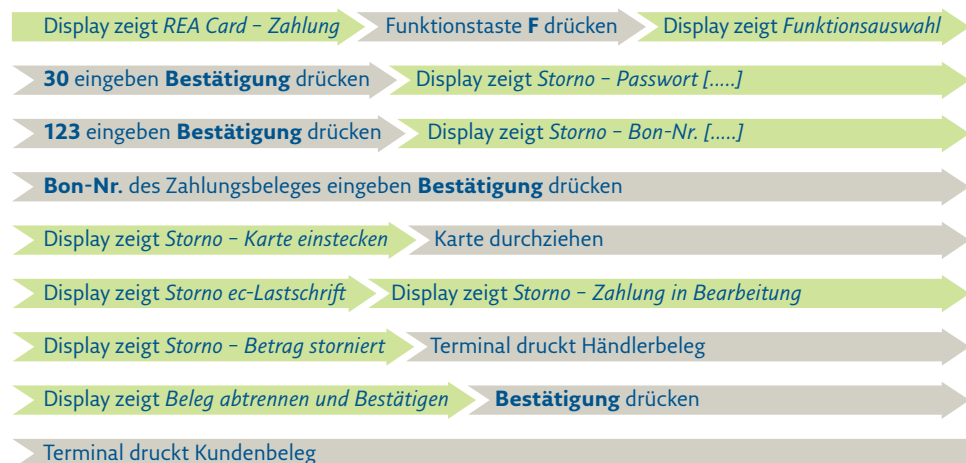 Display zeigt REA Card – Zahlung Funktionstaste F drücken Display zeigt Funktionsauswahl
30 eingeben Bestätigung drücken Display zeigt Storno – Passwort [.....]
123 eingeben Bestätigung drücken Display zeigt Storno – Bon-Nr. [.....]
Bon-Nr. des Zahlungsbeleges eingeben Bestätigung drücken
Display zeigt Storno – Karte einstecken Karte durchziehen
Display zeigt Storno ec-Lastschrift Display zeigt Storno – Zahlung in Bearbeitung
Display zeigt Storno – Betrag storniert Terminal druckt Händlerbeleg
Display zeigt Beleg abtrennen und Bestätigen Bestätigung drücken
Terminal druckt Kundenbeleg